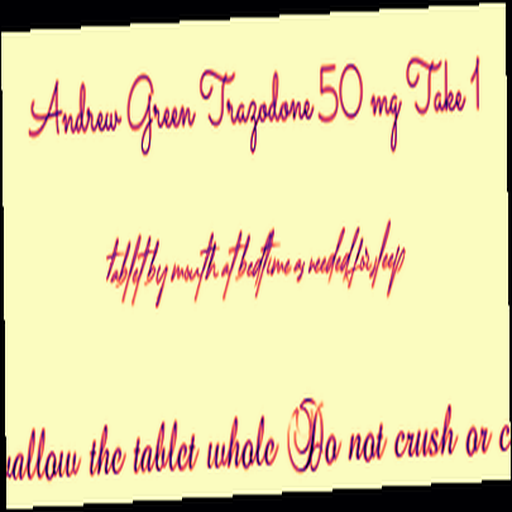 Andrew Green Trazodone 50 mg Take 1
tablet by mouth at bedtime as needed for sleep
wallow the tablet whole Do not crush or c